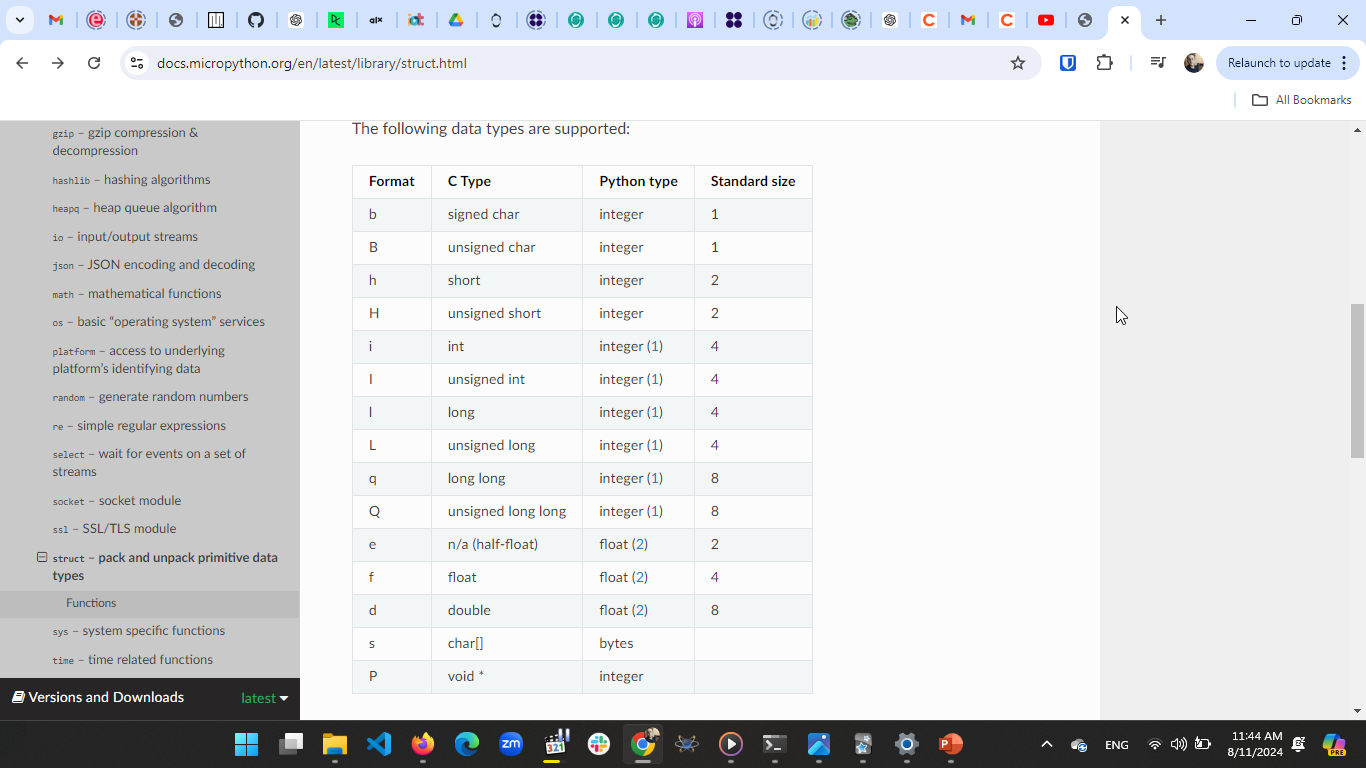 docs.micropython.org/en/latest/library/struct.html
Relaunch to update
All Bookmarks
gzip – gzip compression &
decompression
hashlib – hashing algorithms
heapq – heap queue algorithm
io – input/output streams
json – JSON encoding and decoding
math – mathematical functions
os – basic “operating system” services
platform – access to underlying
platform’s identifying data
random – generate random numbers
re – simple regular expressions
select – wait for events on a set of
streams
socket – socket module
ssl – SSL/TLS module
struct – pack and unpack primitive data
types
Functions
sys – system specific functions
time – time related functions
Versions and Downloads latest
The following data types are supported:
Format C Type Python type Standard size
b signed char integer 1
B unsigned char integer 1
h short integer 2
H unsigned short integer 2
i int integer (1) 4
I unsigned int integer (1) 4
l long integer (1) 4
L unsigned long integer (1) 4
q long long integer (1) 8
Q unsigned long long integer (1) 8
e n/a (half-float) float (2) 2
f float float (2) 4
d double float (2) 8
s char[] bytes
P void * integer
zm
321
ENG
11:44 AM
8/11/2024
PRE